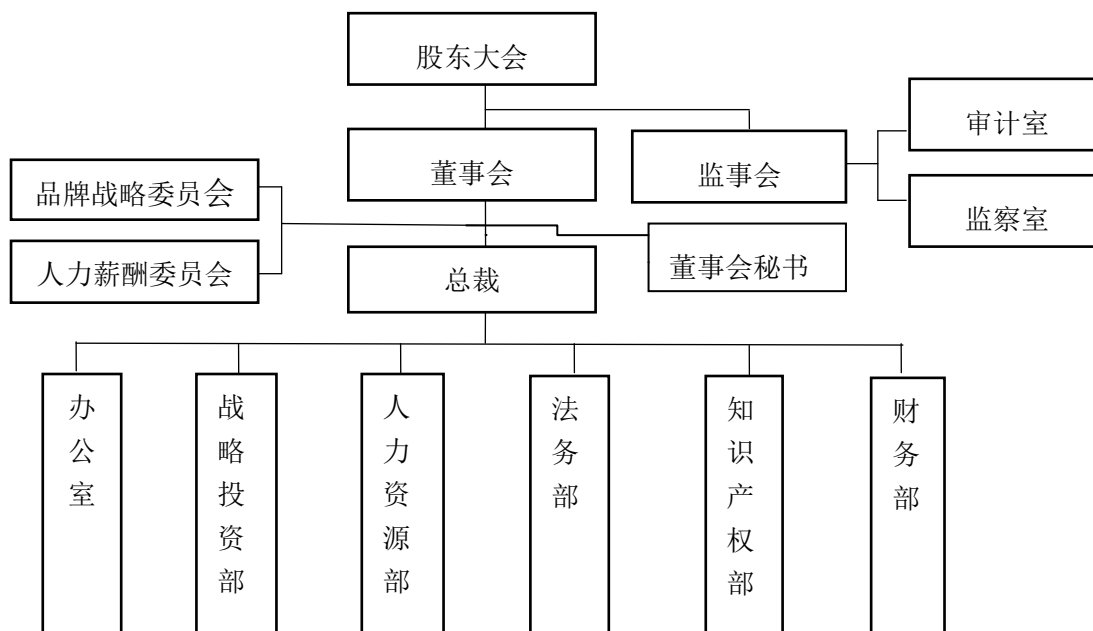 股东大会
审计室
董事会
监事会
品牌战略委员会
监察室
人力薪酬委员会
董事会秘书
总裁
办公室
战略投资部
人力资源部
法务部
知识产权部
财务部